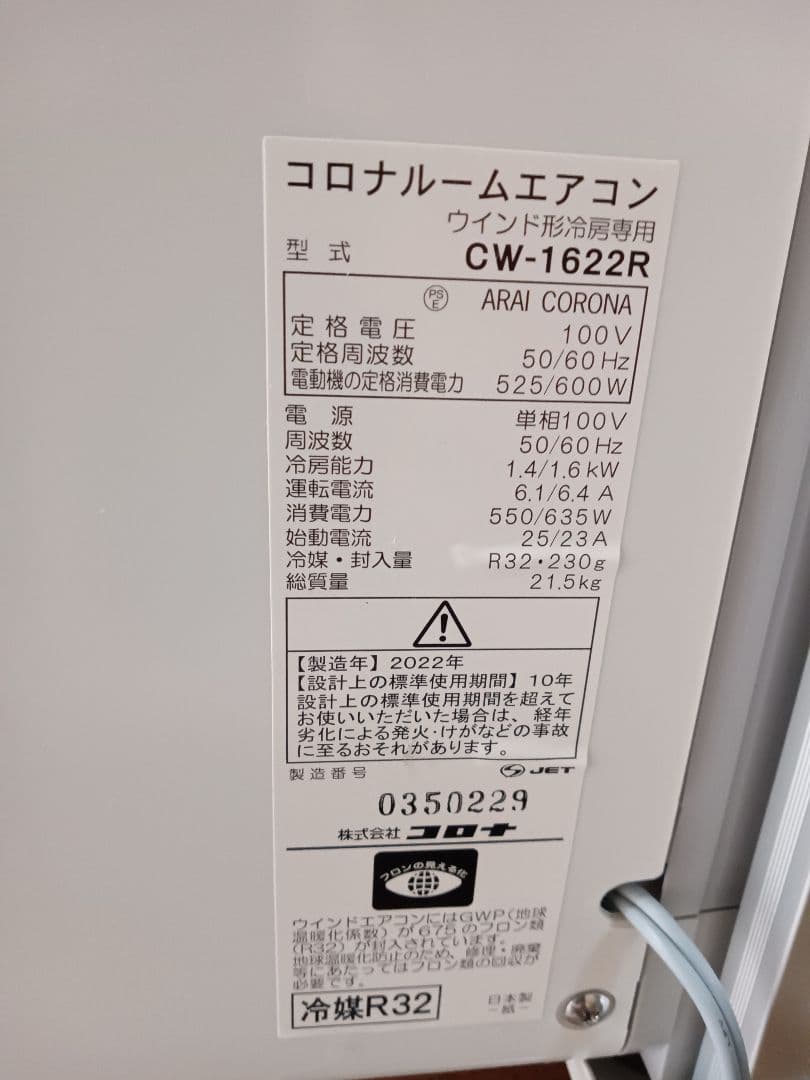 コロナルームエアコン
ウインド形冷房専用
型式 CW-1622R
PS E ARAI CORONA
定格電圧 100V
定格周波数 50/60Hz
電動機の定格消費電力 525/600W
電源 単相100V
周波数 50/60Hz
冷房能力 1.4/1.6kW
運転電流 6.1/6.4A
消費電力 550/635W
始動電流 25/23A
冷媒・封入量 R32・230g
総質量 21.5kg
【製造年】2022年
【設計上の標準使用期間】10年
設計上の標準使用期間を超えて
お使いいただいた場合は、経年
劣化による発火・けがなどの事故
に至るおそれがあります。
製造番号 JET
0350229
株式会社コロナ
フロンの見える化
ウインドエアコンにはGWP(地球
温暖化係数)が675のフロン類
(R32)が封入されています。
地球温暖化防止のため、修理・廃棄
等にあたってはフロン類の回収が
必要です。
冷媒R32
日本製
-紙-